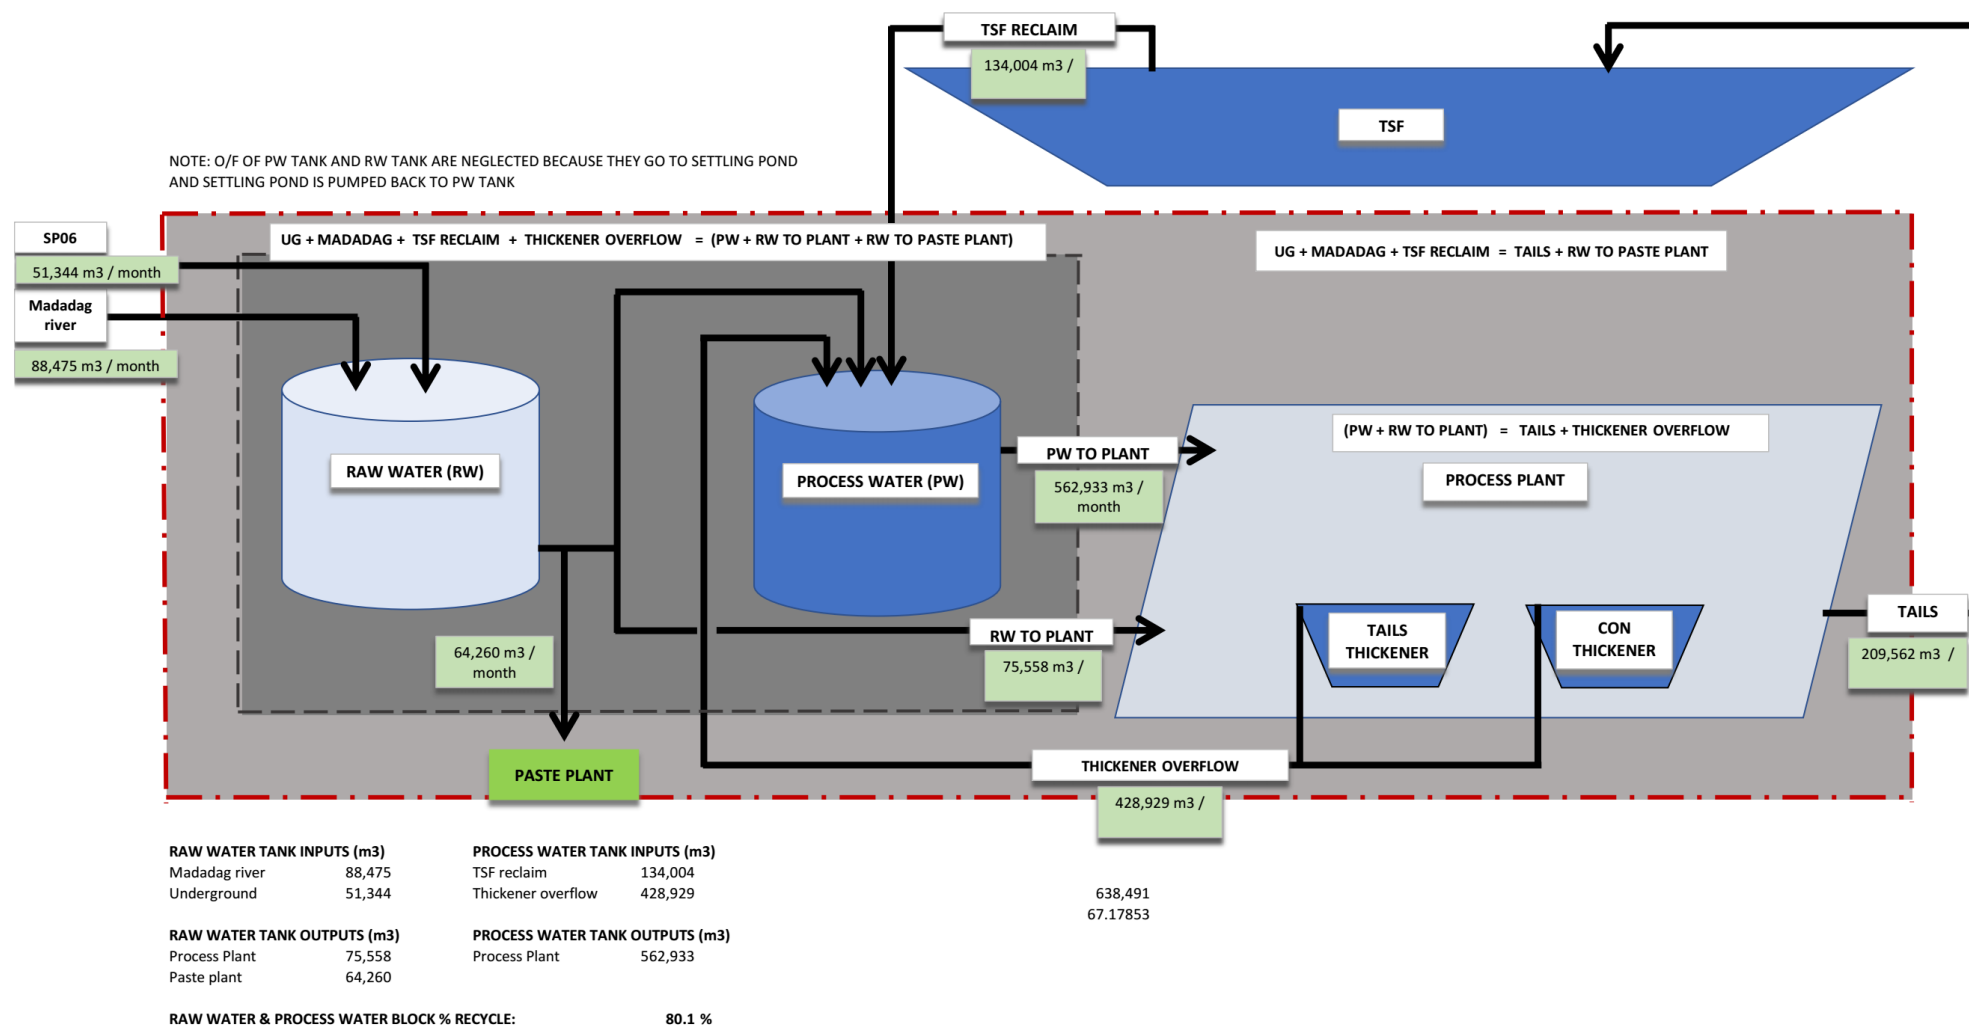 TSF RECLAIM
134,004 m3 /
TSF
NOTE: O/F OF PW TANK AND RW TANK ARE NEGLECTED BECAUSE THEY GO TO SETTLING POND
AND SETTLING POND IS PUMPED BACK TO PW TANK
SP06
51,344 m3 / month
Madadag
river
88,475 m3 / month
UG + MADADAG + TSF RECLAIM + THICKENER OVERFLOW = (PW + RW TO PLANT + RW TO PASTE PLANT)
UG + MADADAG + TSF RECLAIM = TAILS + RW TO PASTE PLANT
RAW WATER (RW)
PROCESS WATER (PW)
PW TO PLANT
562,933 m3 /
month
(PW + RW TO PLANT) = TAILS + THICKENER OVERFLOW
PROCESS PLANT
64,260 m3 /
month
RW TO PLANT
75,558 m3 /
TAILS
THICKENER
CON
THICKENER
TAILS
209,562 m3 /
PASTE PLANT
THICKENER OVERFLOW
428,929 m3 /
RAW WATER TANK INPUTS (m3) PROCESS WATER TANK INPUTS (m3)
Madadag river 88,475 TSF reclaim 134,004
Underground 51,344 Thickener overflow 428,929 638,491
67.17853
RAW WATER TANK OUTPUTS (m3) PROCESS WATER TANK OUTPUTS (m3)
Process Plant 75,558 Process Plant 562,933
Paste plant 64,260
RAW WATER & PROCESS WATER BLOCK % RECYCLE: 80.1 %